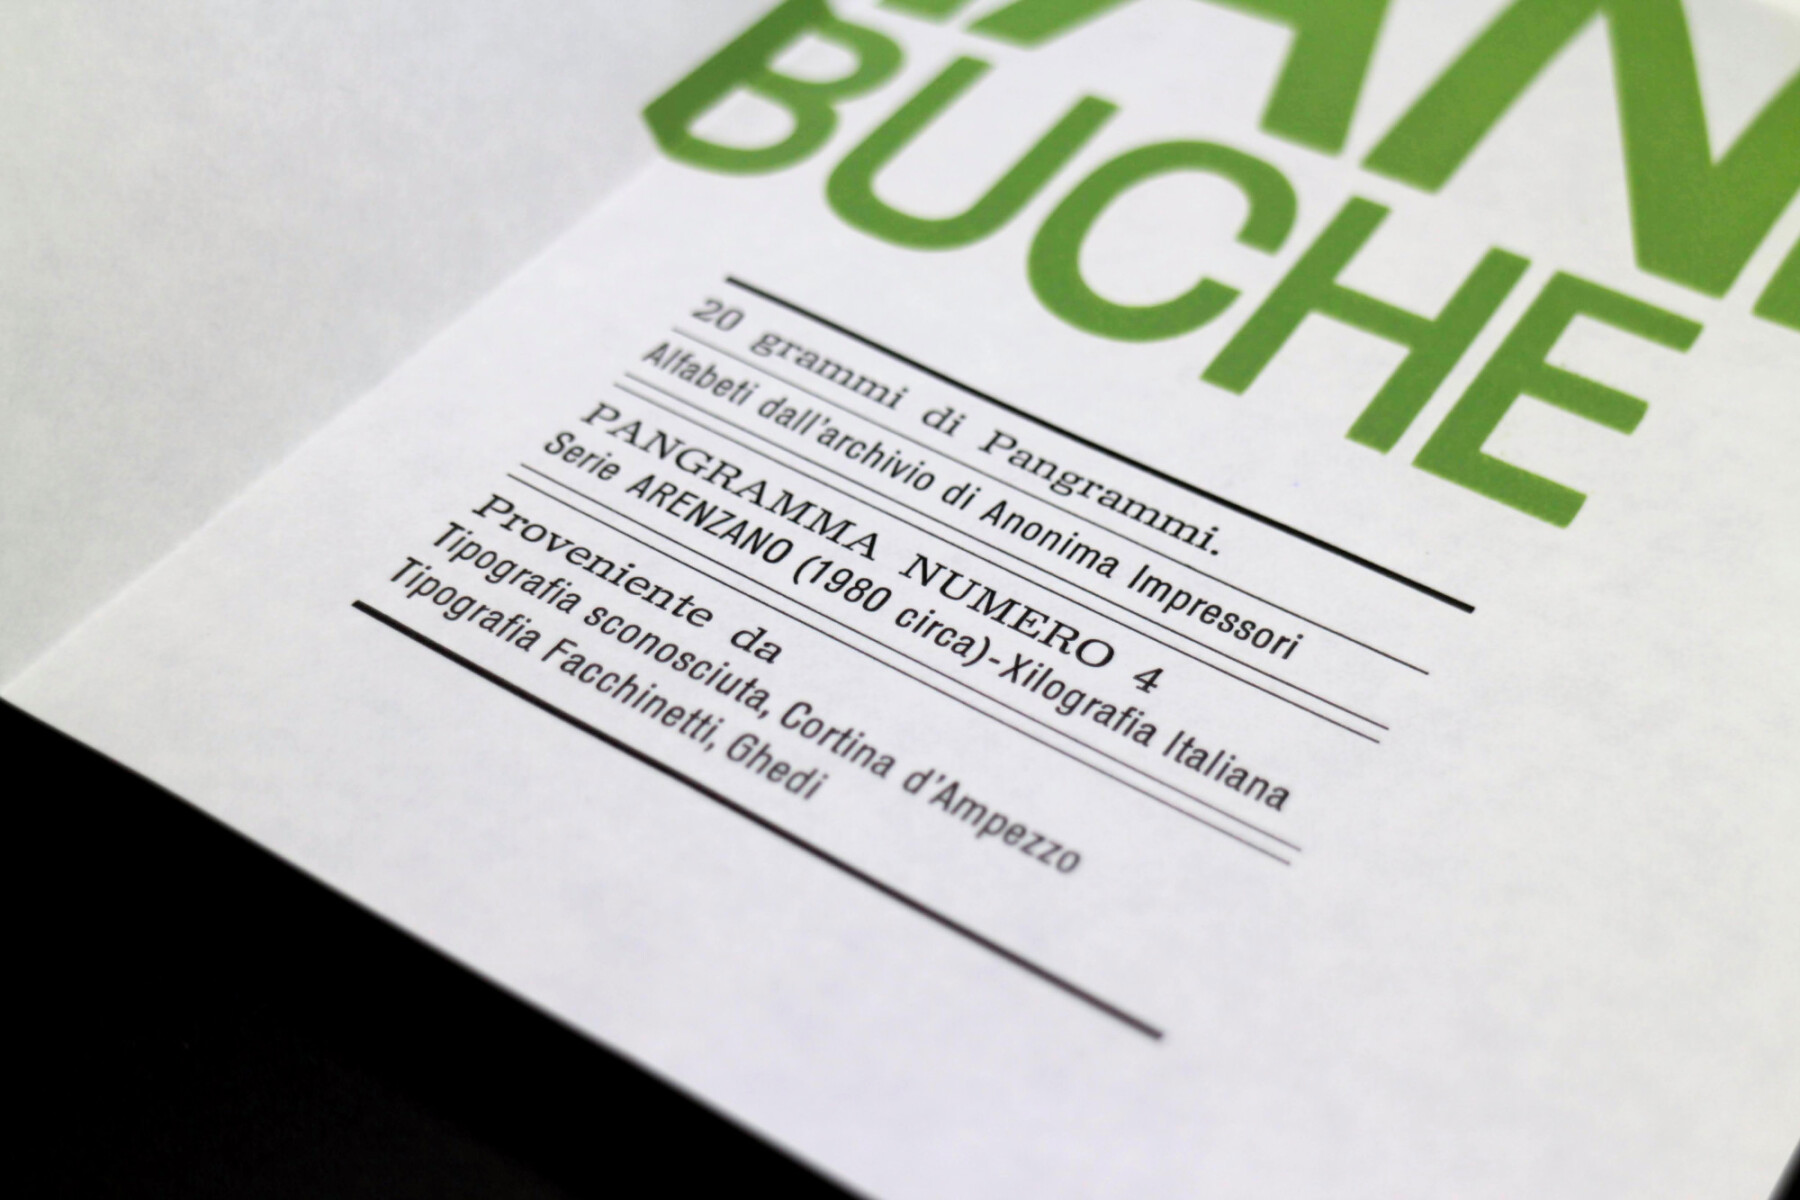 BUCHE
20 grammi di Pangrammi.
Alfabeti dall'archivio di Anonima Impressori
PANGRAMMA NUMERO 4
Serie ARENZANO (1980 circa)-Xilografia Italiana
Proveniente da
Tipografia sconosciuta, Cortina d'Ampezzo
Tipografia Facchinetti, Ghedi